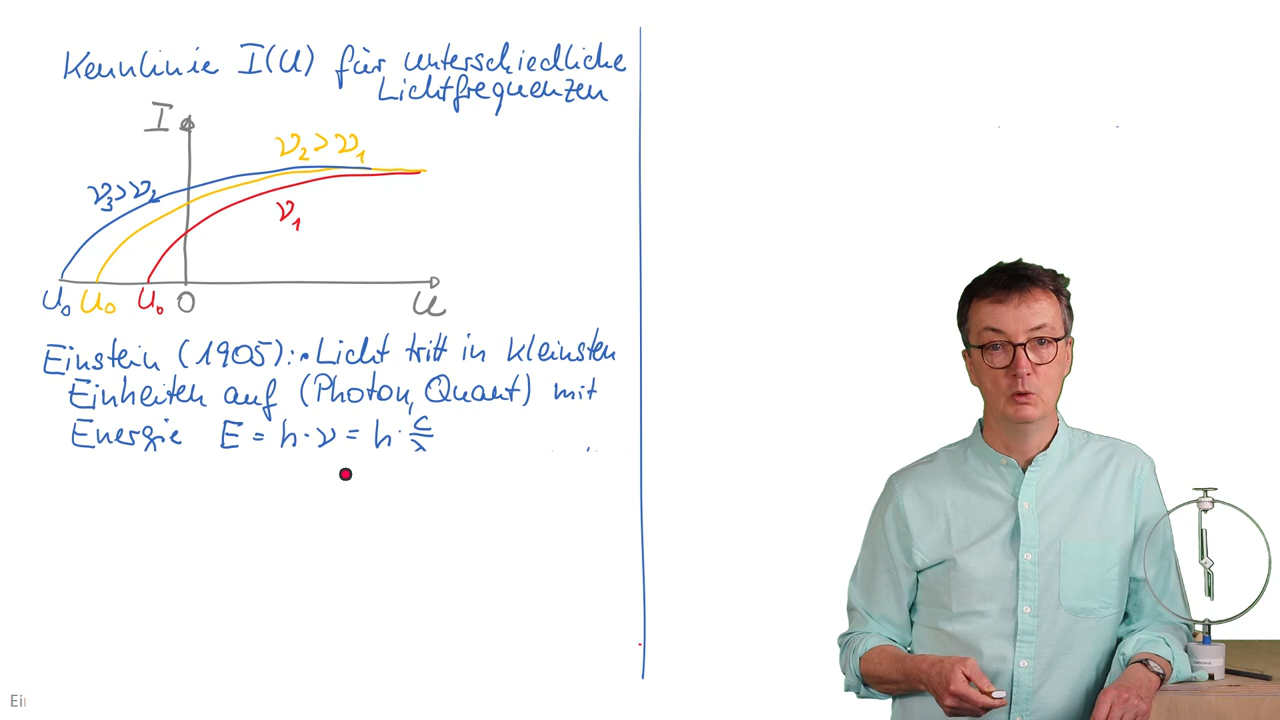 Kennlinie I(U) für unterschiedliche
Lichtfrequenzen
I
ν₂ > ν₁
ν₃ > ν₂
ν₁
U₀ U₀ U₀ 0 U
Einstein (1905): • Licht tritt in kleinsten
Einheiten auf (Photon, Quant) mit
Energie E = h · ν = h · c/λ